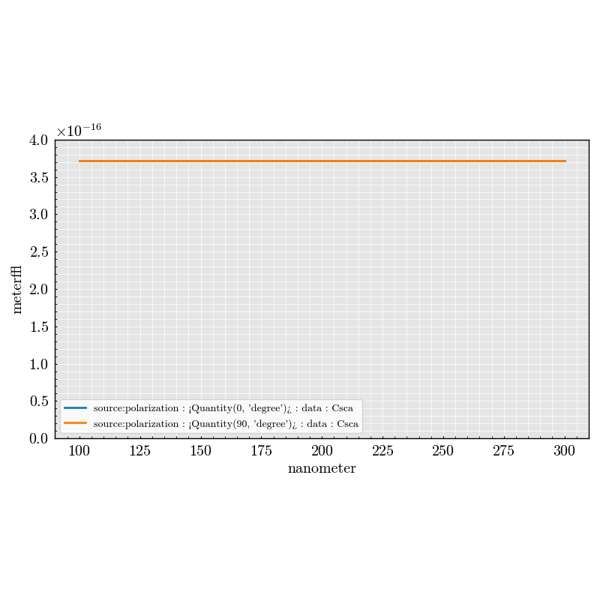 ×10−16
4.0
3.5
3.0
2.5
2.0
1.5
1.0
0.5
0.0
meterffl
source:polarization : ¡Quantity(0, 'degree')¿ : data : Csca
source:polarization : ¡Quantity(90, 'degree')¿ : data : Csca
100 125 150 175 200 225 250 275 300
nanometer